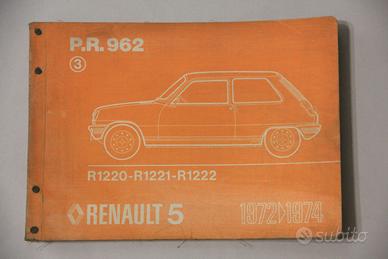 P.R. 962
3
R1220-R1221-R1222
RENAULT 5 1972▷1974
subito